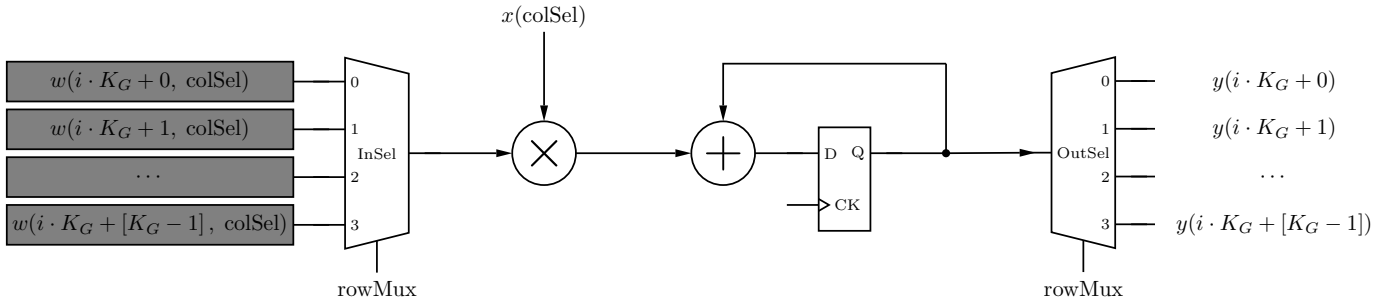 x(colSel)
w(i · K_G + 0, colSel)
w(i · K_G + 1, colSel)
· · ·
w(i · K_G + [K_G − 1], colSel)
0
1
InSel
2
3
rowMux
×
+
D Q
CK
0
1
OutSel
2
3
rowMux
y(i · K_G + 0)
y(i · K_G + 1)
· · ·
y(i · K_G + [K_G − 1])